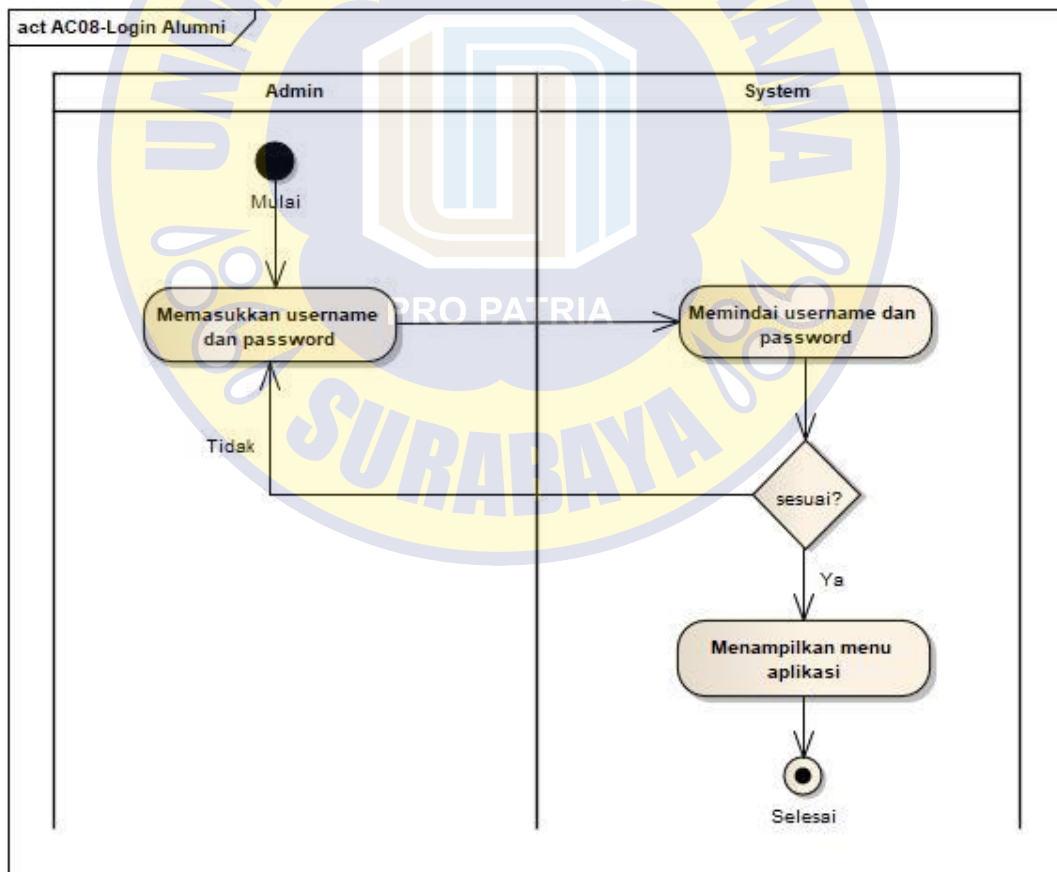 act AC08-Login Alumni
Admin
System
Mulai
Memasukkan username
dan password
PRO PATRIA
Memindai username dan
password
SURABAYA
Tidak
sesuai?
Ya
Menampilkan menu
aplikasi
Selesai